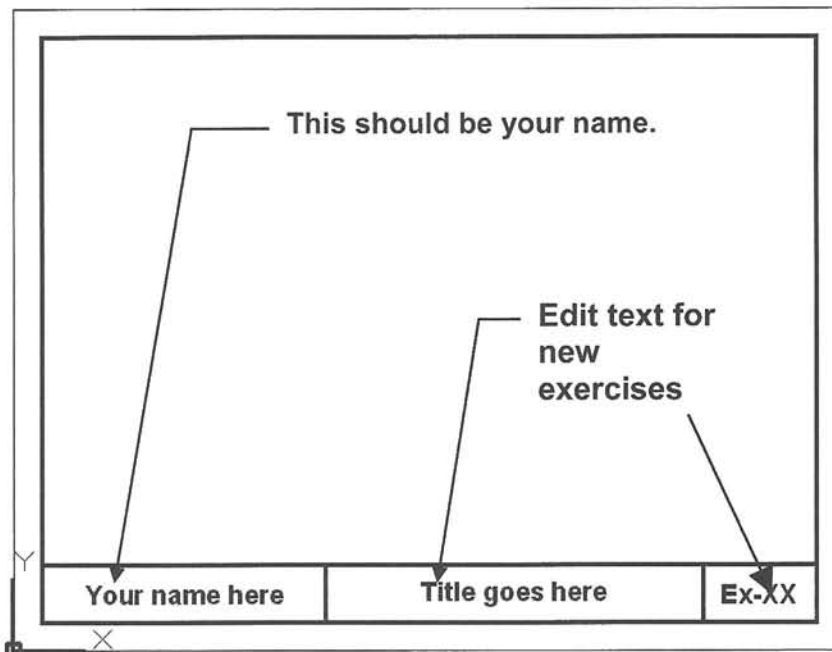 This should be your name.
Edit text for
new
exercises
Y
Your name here
Title goes here
Ex-XX
X